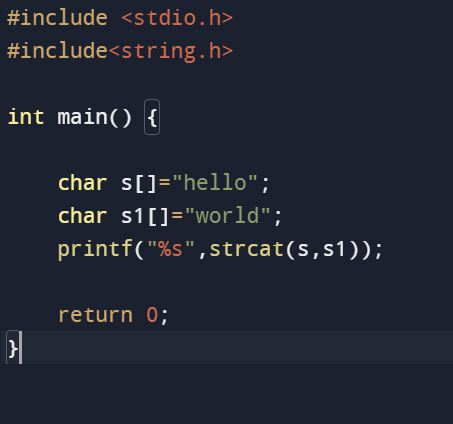 #include <stdio.h>
#include<string.h>
int main() {
char s[]="hello";
char s1[]="world";
printf("%s",strcat(s,s1));
return 0;
}